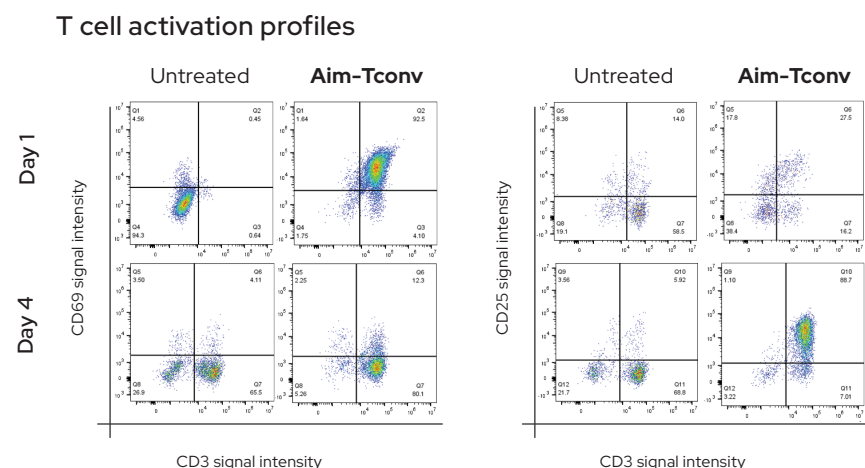 T cell activation profiles
Untreated
Aim-Tconv
Untreated
Aim-Tconv
Day 1
Day 4
CD69 signal intensity
CD25 signal intensity
Q1
4.56
Q2
0.45
Q4
94.3
Q3
0.64
Q1
1.64
Q2
92.5
Q4
1.75
Q3
4.10
Q5
8.38
Q6
14.0
Q8
19.1
Q7
58.5
Q5
17.8
Q6
27.5
Q8
38.4
Q7
16.2
Q5
3.50
Q6
4.11
Q8
26.9
Q7
65.5
Q5
2.25
Q6
12.3
Q8
5.26
Q7
80.1
Q9
3.56
Q10
5.92
Q12
21.7
Q11
68.8
Q9
1.10
Q10
88.7
Q12
3.22
Q11
7.01
CD3 signal intensity
CD3 signal intensity